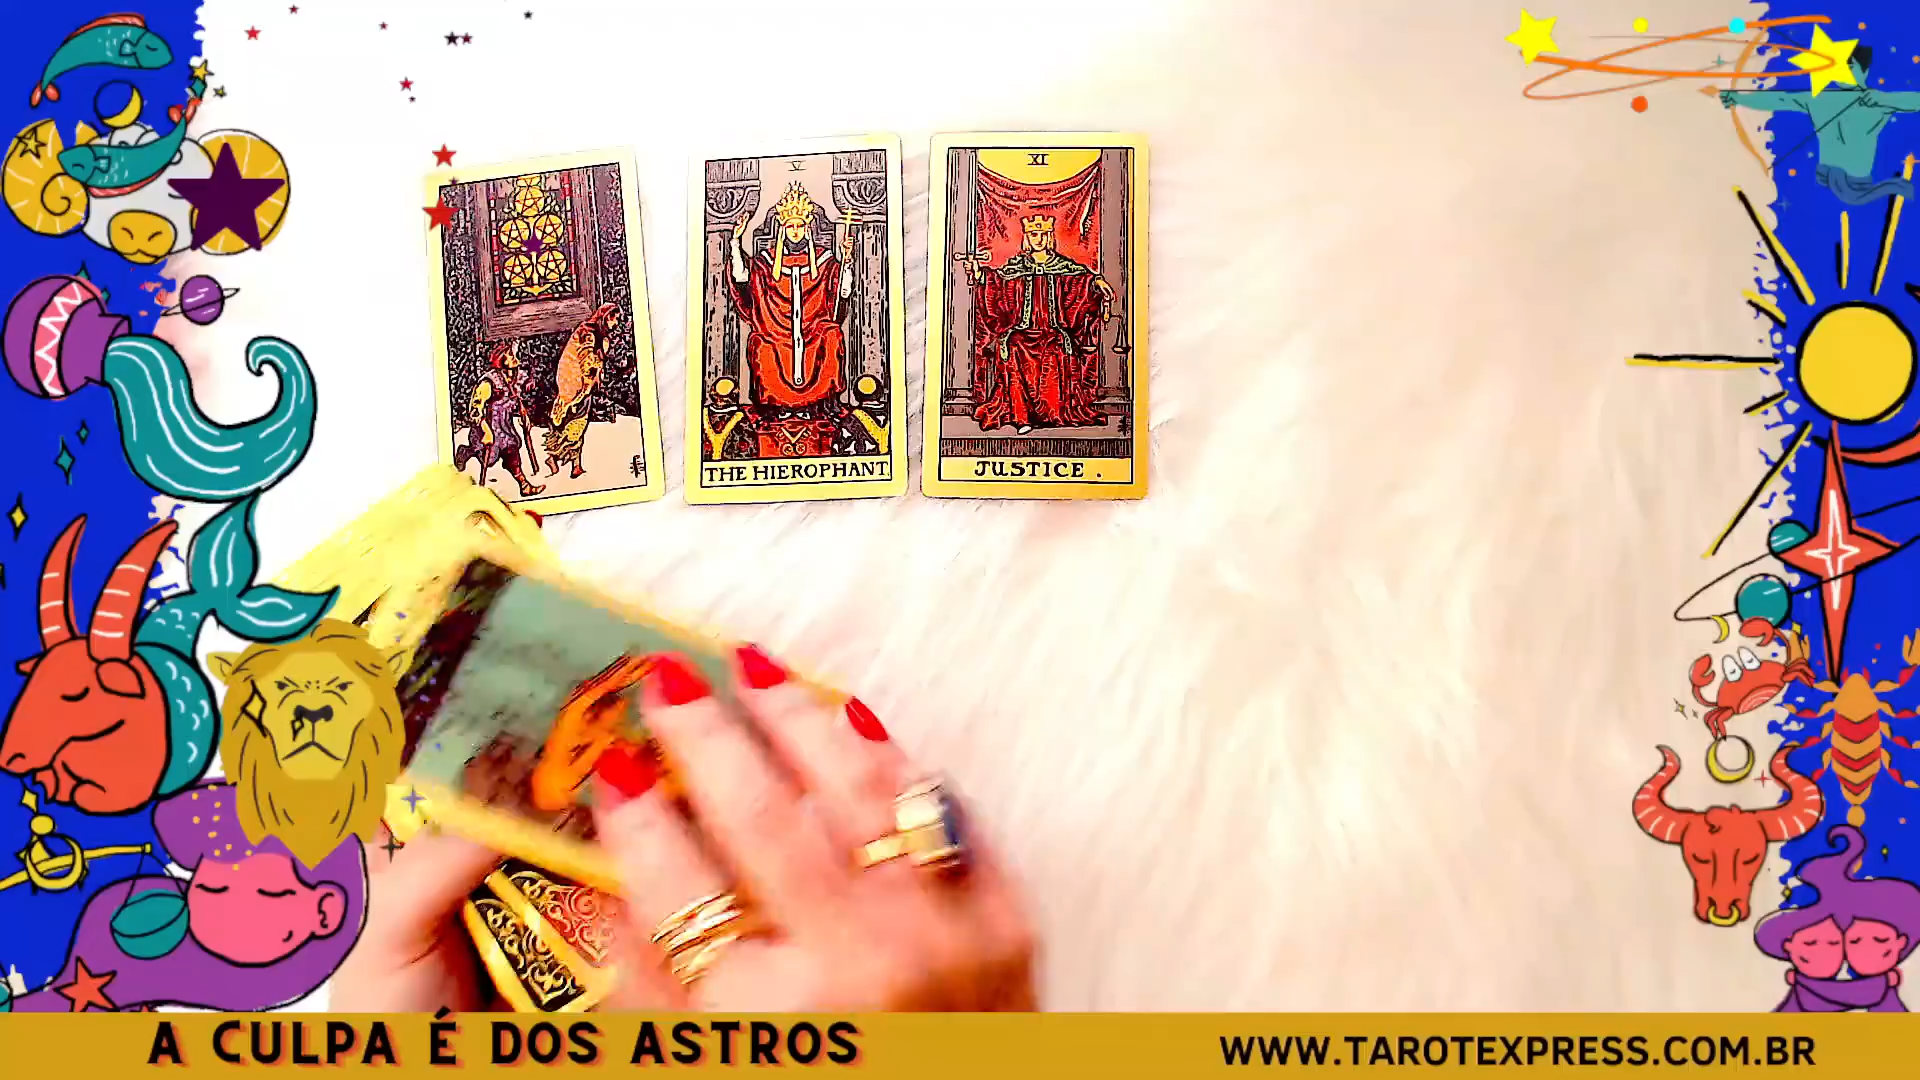 V
THE HIEROPHANT
XI
JUSTICE .
A CULPA É DOS ASTROS
WWW.TAROTEXPRESS.COM.BR